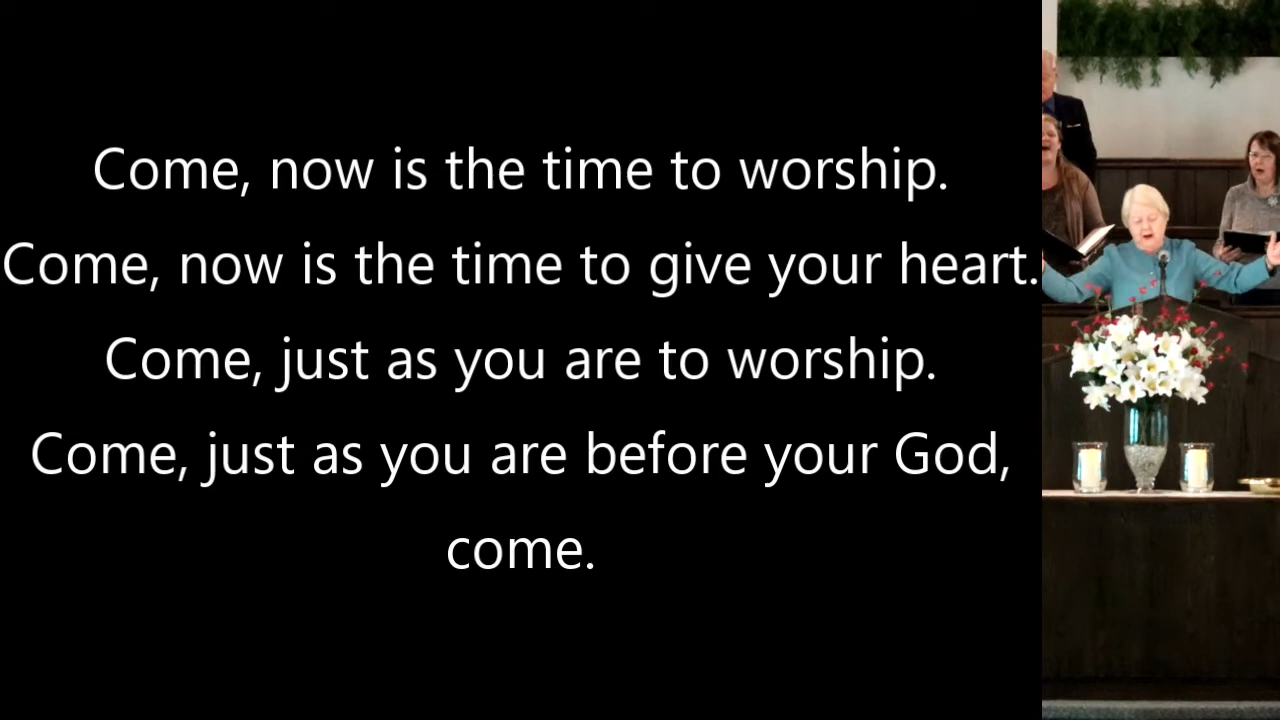 Come, now is the time to worship.
Come, now is the time to give your heart.
Come, just as you are to worship.
Come, just as you are before your God,
come.